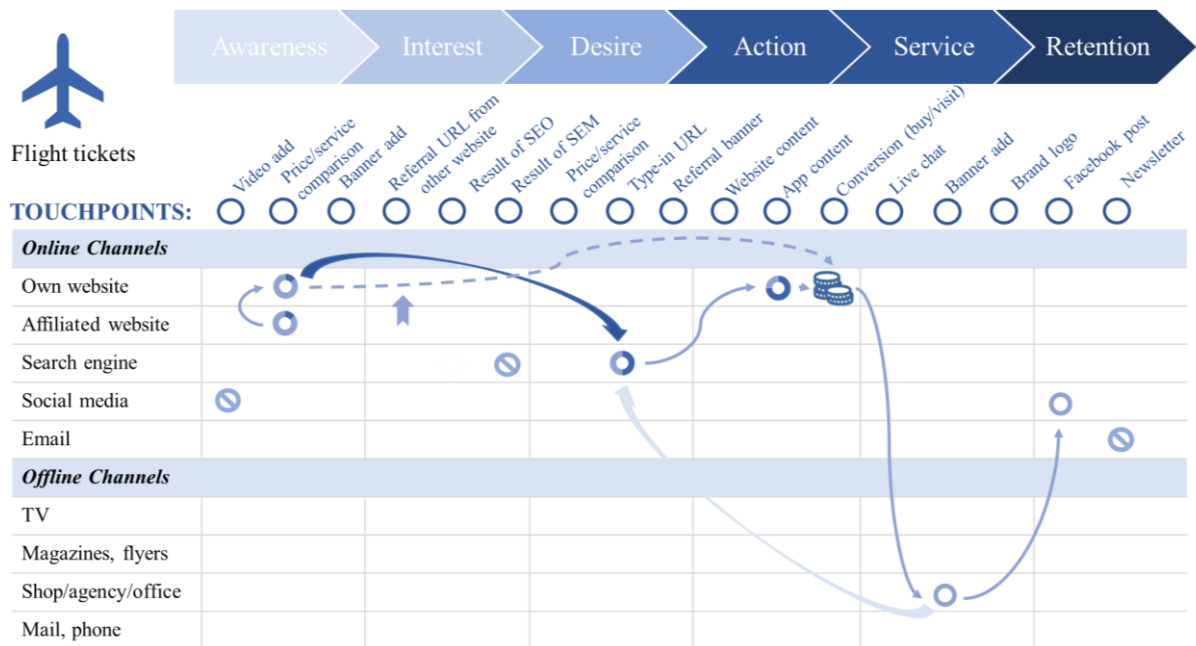 Awareness
Interest
Desire
Action
Service
Retention
Flight tickets
Video add
Price/service
comparison
Banner add
Referral URL from
other website
Result of SEO
Result of SEM
Price/service
comparison
Type-in URL
Referral banner
Website content
App content
Conversion (buy/visit)
Live chat
Banner add
Brand logo
Facebook post
Newsletter
TOUCHPOINTS:
Online Channels
Own website
Affiliated website
Search engine
Social media
Email
Offline Channels
TV
Magazines, flyers
Shop/agency/office
Mail, phone